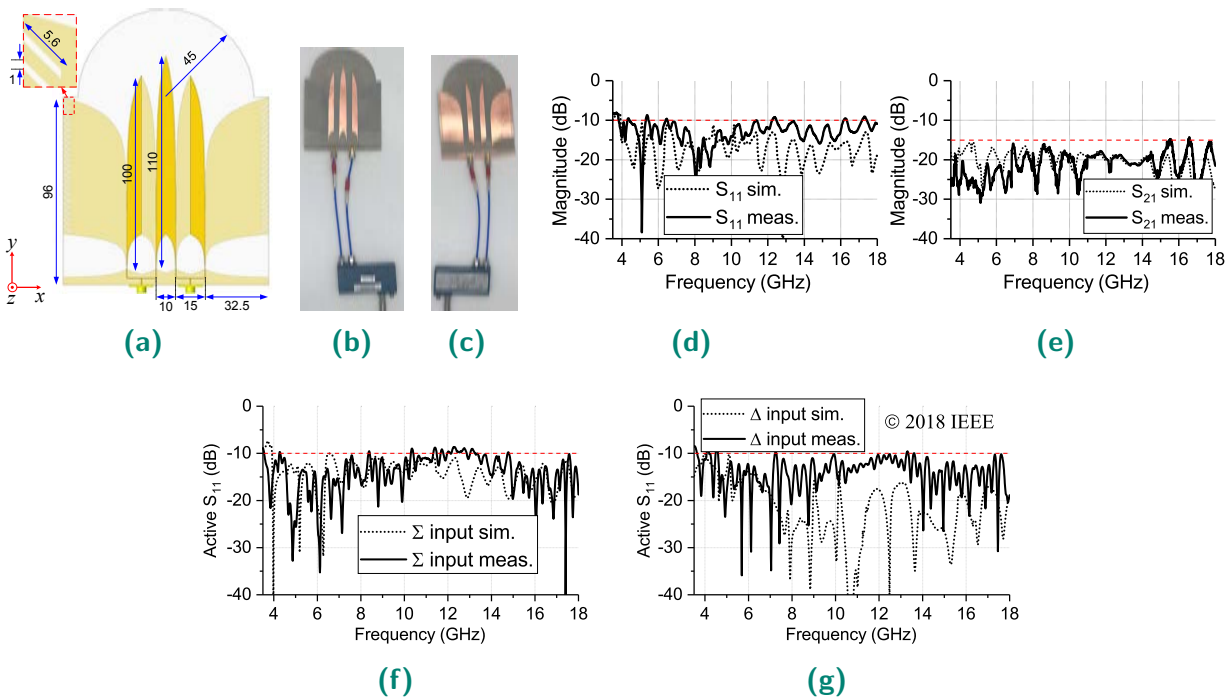 5.6
1
45
100
110
96
y
z x
10 15 32.5
(a)
(b)
(c)
Magnitude (dB)
0
-10
-20
-30
-40
S11 sim.
S11 meas.
4 6 8 10 12 14 16 18
Frequency (GHz)
(d)
Magnitude (dB)
0
-10
-20
-30
-40
S21 sim.
S21 meas.
4 6 8 10 12 14 16 18
Frequency (GHz)
(e)
Active S11 (dB)
0
-10
-20
-30
-40
Σ input sim.
Σ input meas.
4 6 8 10 12 14 16 18
Frequency (GHz)
(f)
Active S11 (dB)
0
-10
-20
-30
-40
Δ input sim.
Δ input meas.
© 2018 IEEE
4 6 8 10 12 14 16 18
Frequency (GHz)
(g)